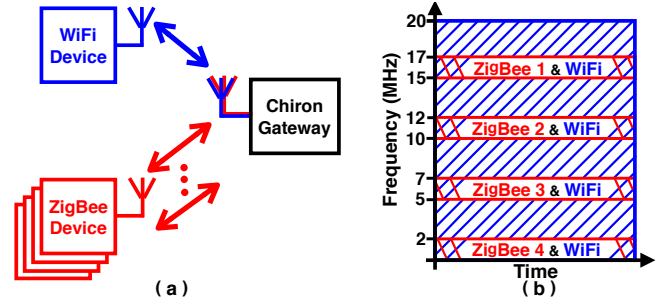 WiFi
Device
Chiron
Gateway
ZigBee
Device
( a )
Frequency (MHz)
20
17
15
12
10
7
5
2
ZigBee 1 & WiFi
ZigBee 2 & WiFi
ZigBee 3 & WiFi
ZigBee 4 & WiFi
Time
( b )